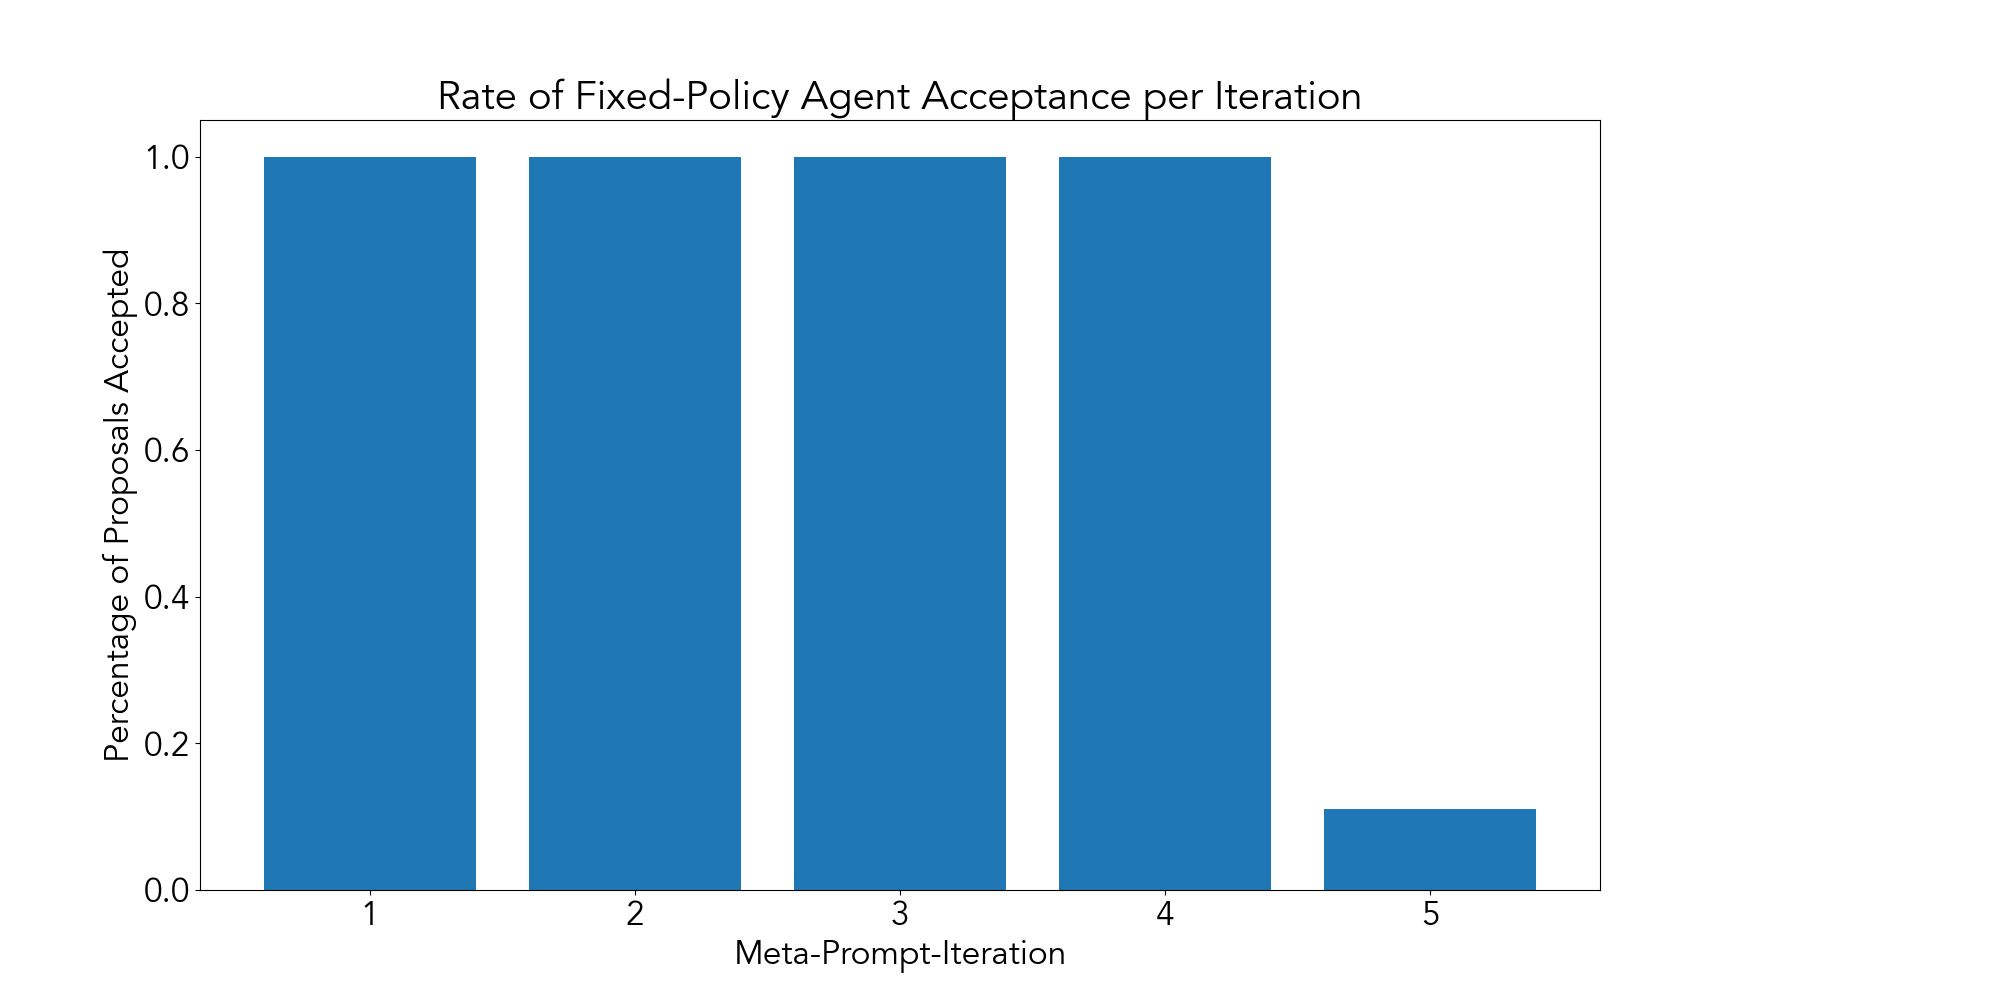 Rate of Fixed-Policy Agent Acceptance per Iteration
Percentage of Proposals Accepted
1.0
0.8
0.6
0.4
0.2
0.0
1 2 3 4 5
Meta-Prompt-Iteration